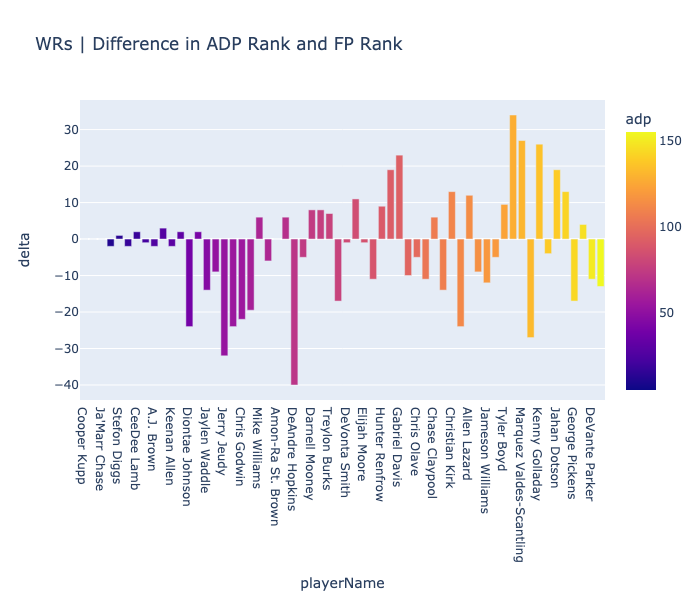 WRs | Difference in ADP Rank and FP Rank
adp
150
100
50
delta
30
20
10
0
−10
−20
−30
−40
Cooper Kupp
Ja'Marr Chase
Stefon Diggs
CeeDee Lamb
A.J. Brown
Keenan Allen
Diontae Johnson
Jaylen Waddle
Jerry Jeudy
Chris Godwin
Mike Williams
Amon-Ra St. Brown
DeAndre Hopkins
Darnell Mooney
Treylon Burks
DeVonta Smith
Elijah Moore
Hunter Renfrow
Gabriel Davis
Chris Olave
Chase Claypool
Christian Kirk
Allen Lazard
Jameson Williams
Tyler Boyd
Marquez Valdes-Scantling
Kenny Golladay
Jahan Dotson
George Pickens
DeVante Parker
playerName